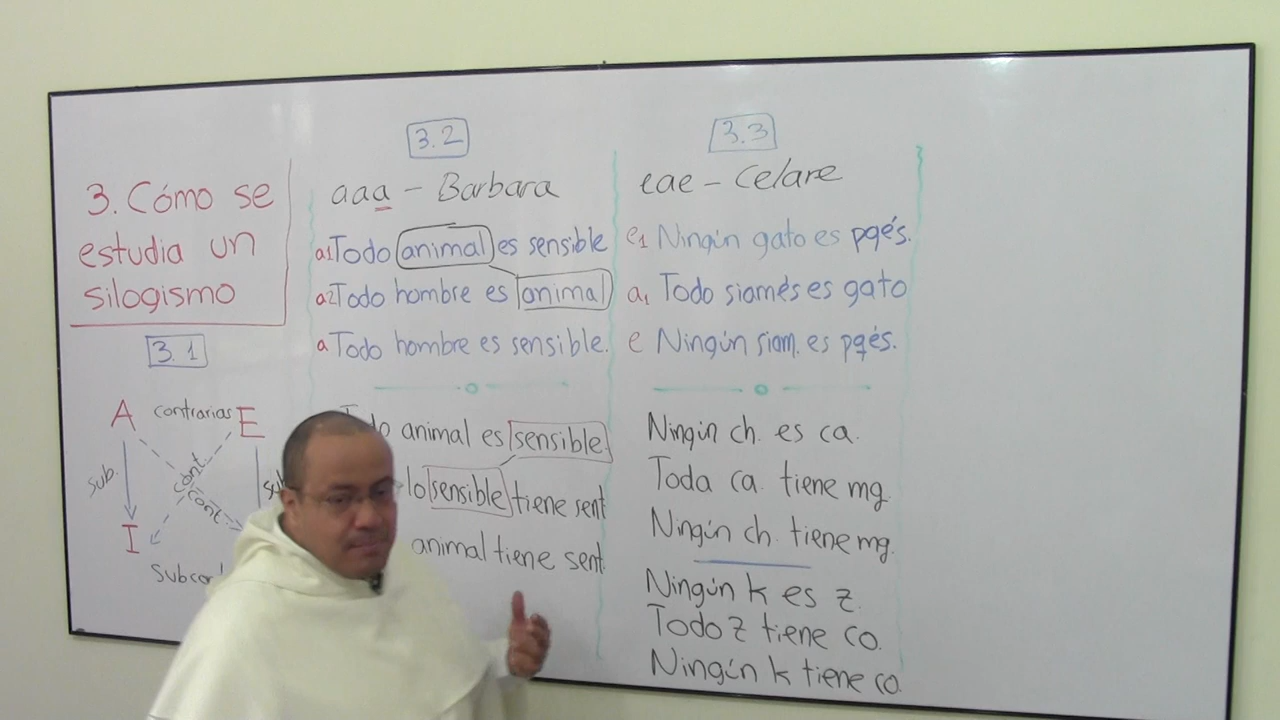 3. Cómo se
estudia un
silogismo
3.1
A contrarias E
sub.
cont.
cont
I
3.2
aaa - Barbara
a1 Todo animal es sensible
a2 Todo hombre es animal
a Todo hombre es sensible.
animal es sensible.
lo sensible tiene sent
animal tiene sent.
3.3
eae - Celare
e1 Ningún gato es pqés.
a1 Todo siamés es gato
e Ningún siam. es pqés.
Ningún ch. es ca.
Toda ca. tiene mg.
Ningún ch. tiene mg.
Ningún k es z.
Todo z tiene co.
Ningún k tiene co.